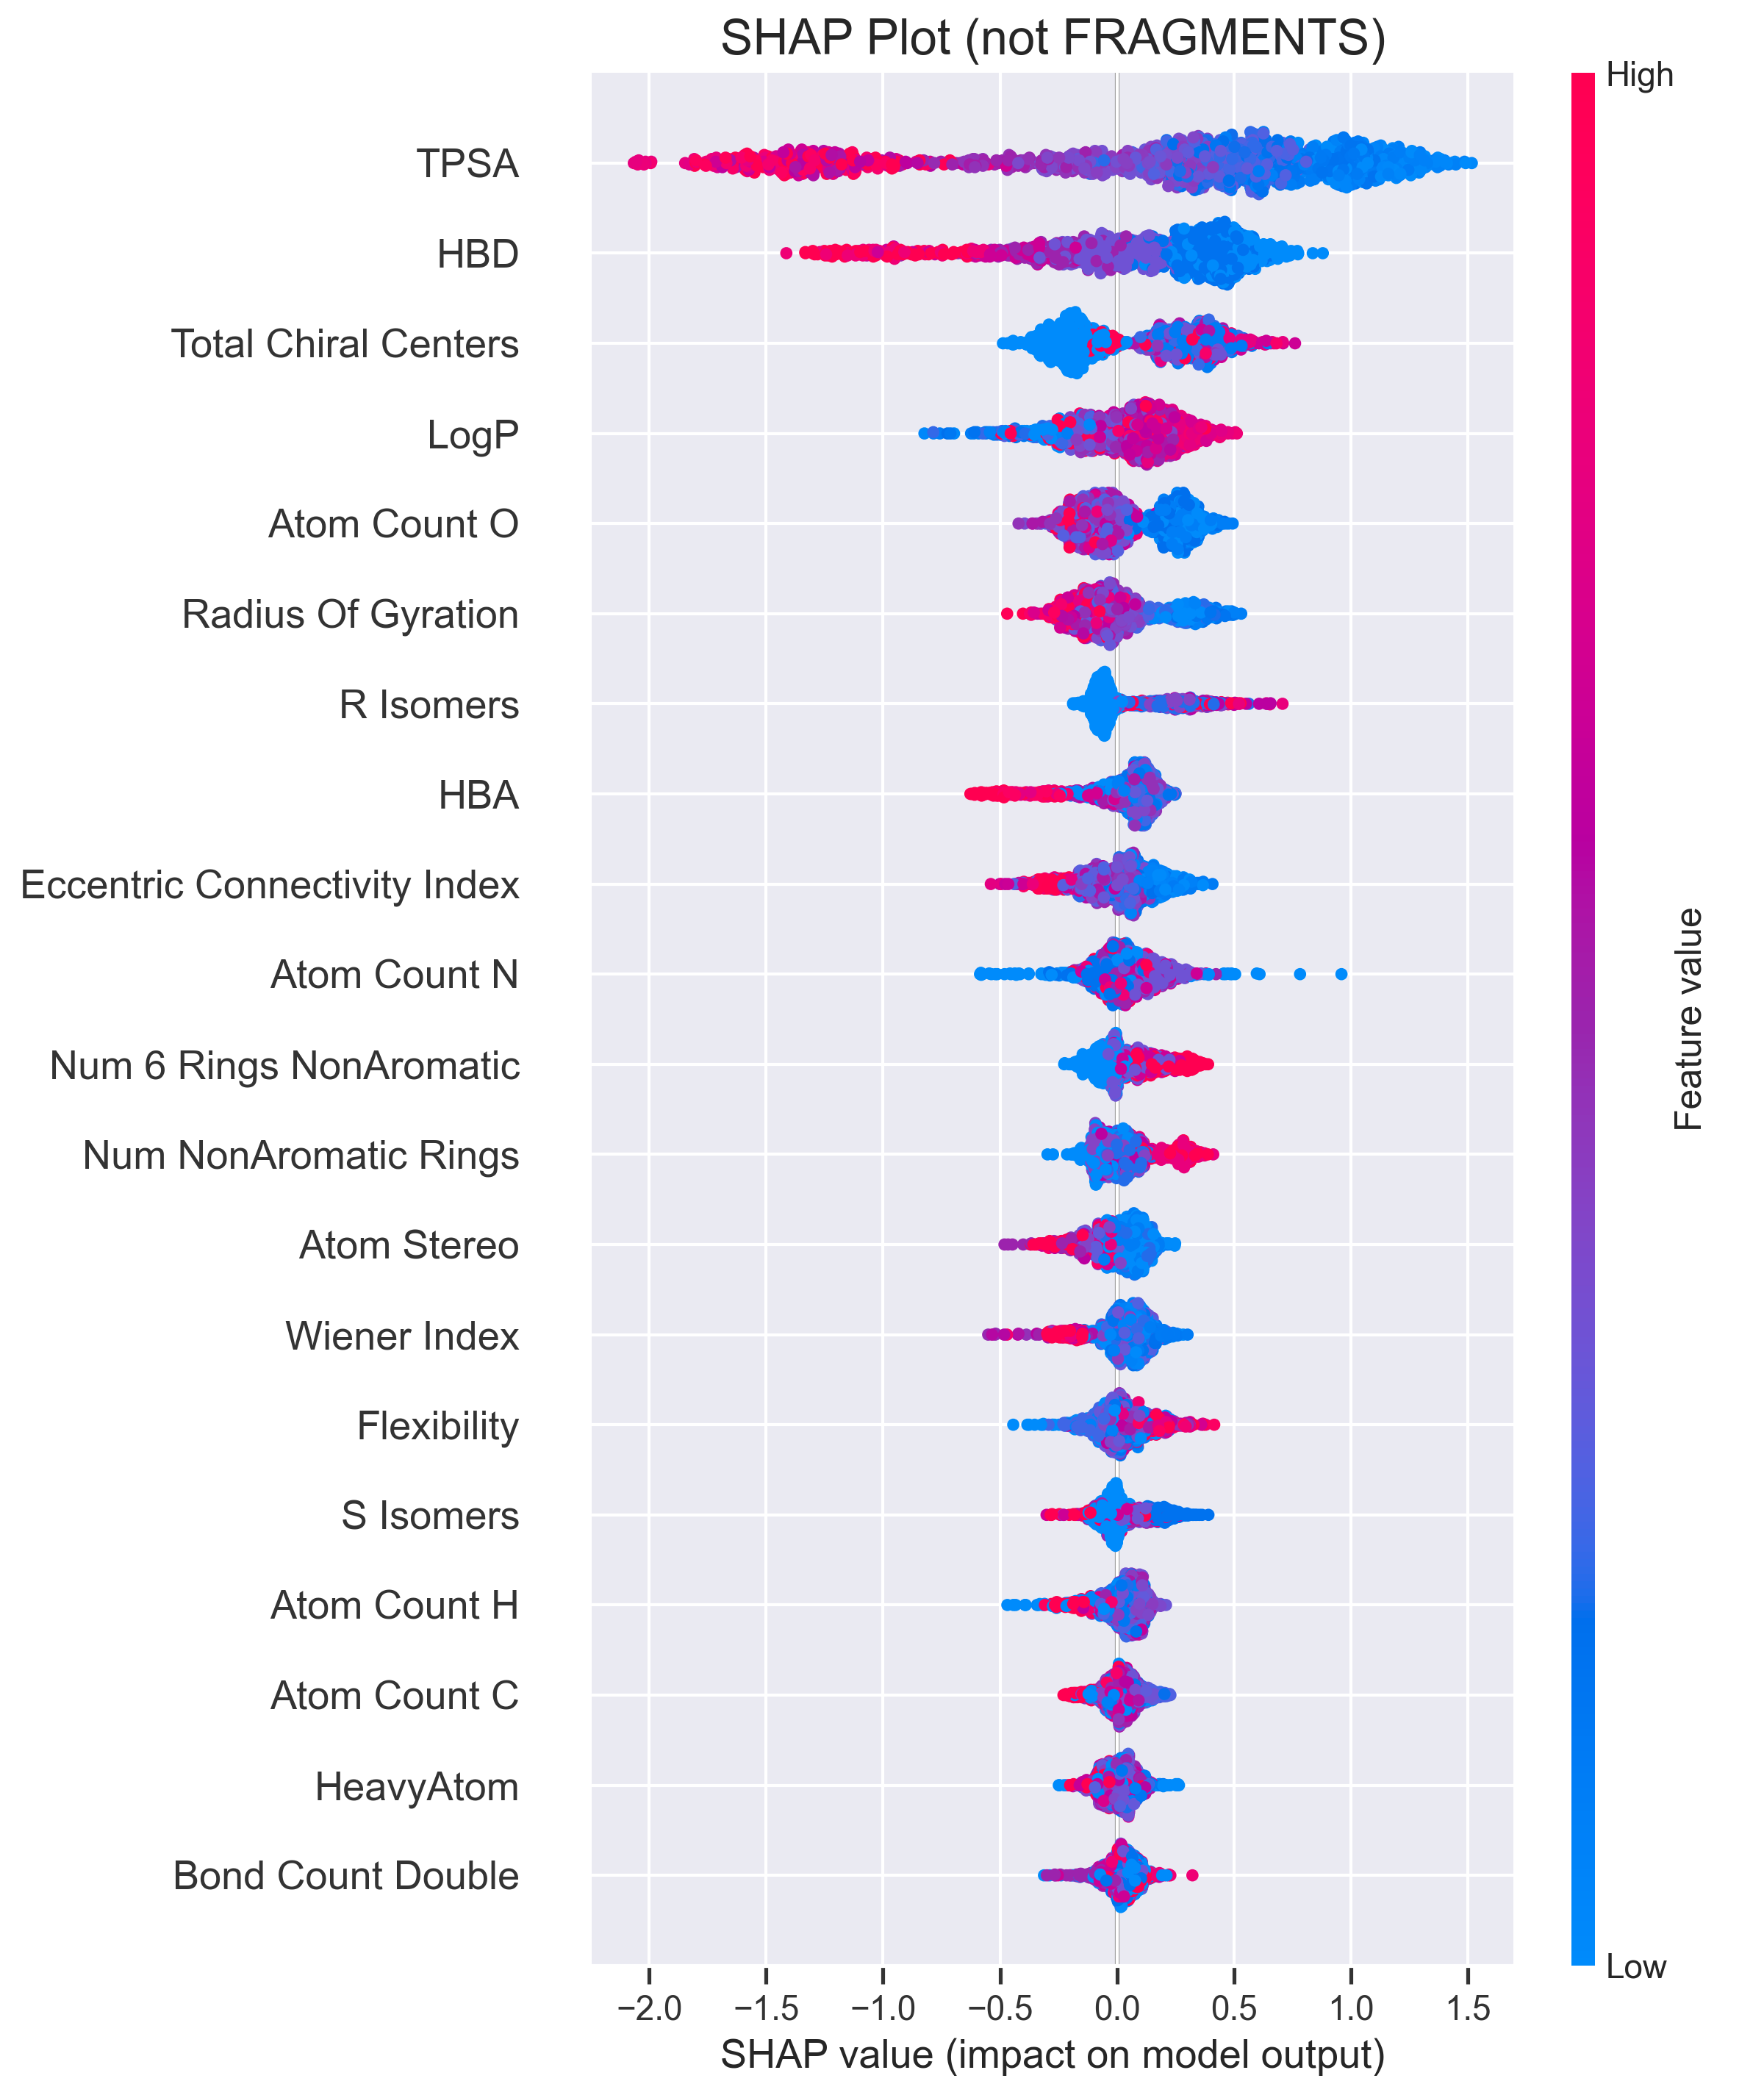 SHAP Plot (not FRAGMENTS)
High
TPSA
HBD
Total Chiral Centers
LogP
Atom Count O
Radius Of Gyration
R Isomers
HBA
Eccentric Connectivity Index
Atom Count N
Num 6 Rings NonAromatic
Num NonAromatic Rings
Atom Stereo
Wiener Index
Flexibility
S Isomers
Atom Count H
Atom Count C
HeavyAtom
Bond Count Double
Feature value
Low
−2.0 −1.5 −1.0 −0.5 0.0 0.5 1.0 1.5
SHAP value (impact on model output)